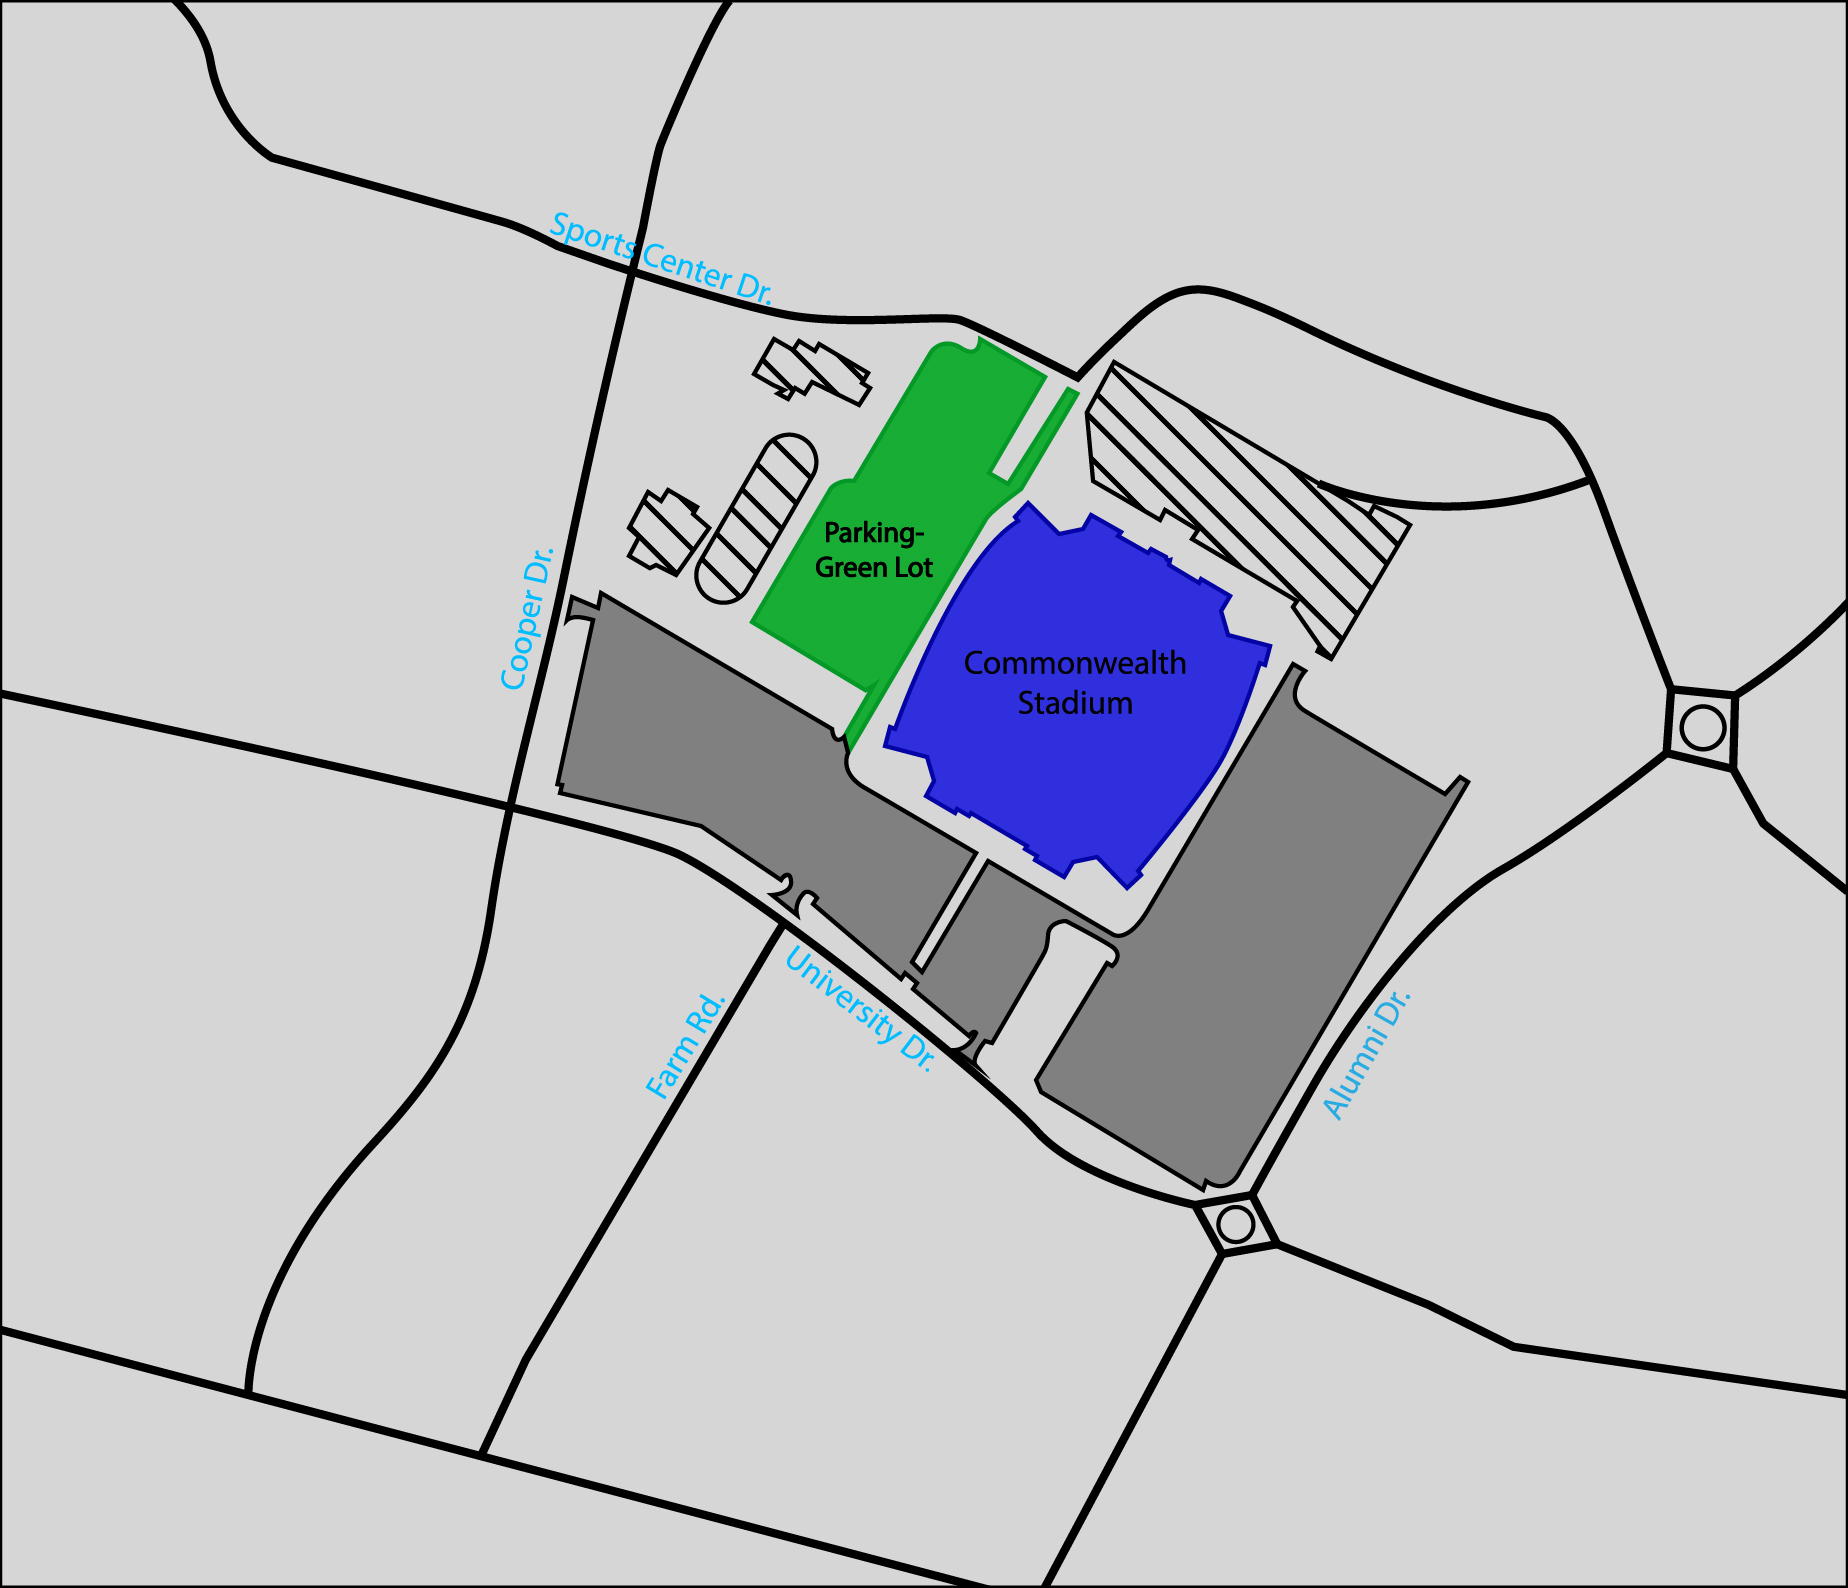 Sports Center Dr.
Parking-
Green Lot
Cooper Dr.
Commonwealth
Stadium
University Dr.
Farm Rd.
Alumni Dr.